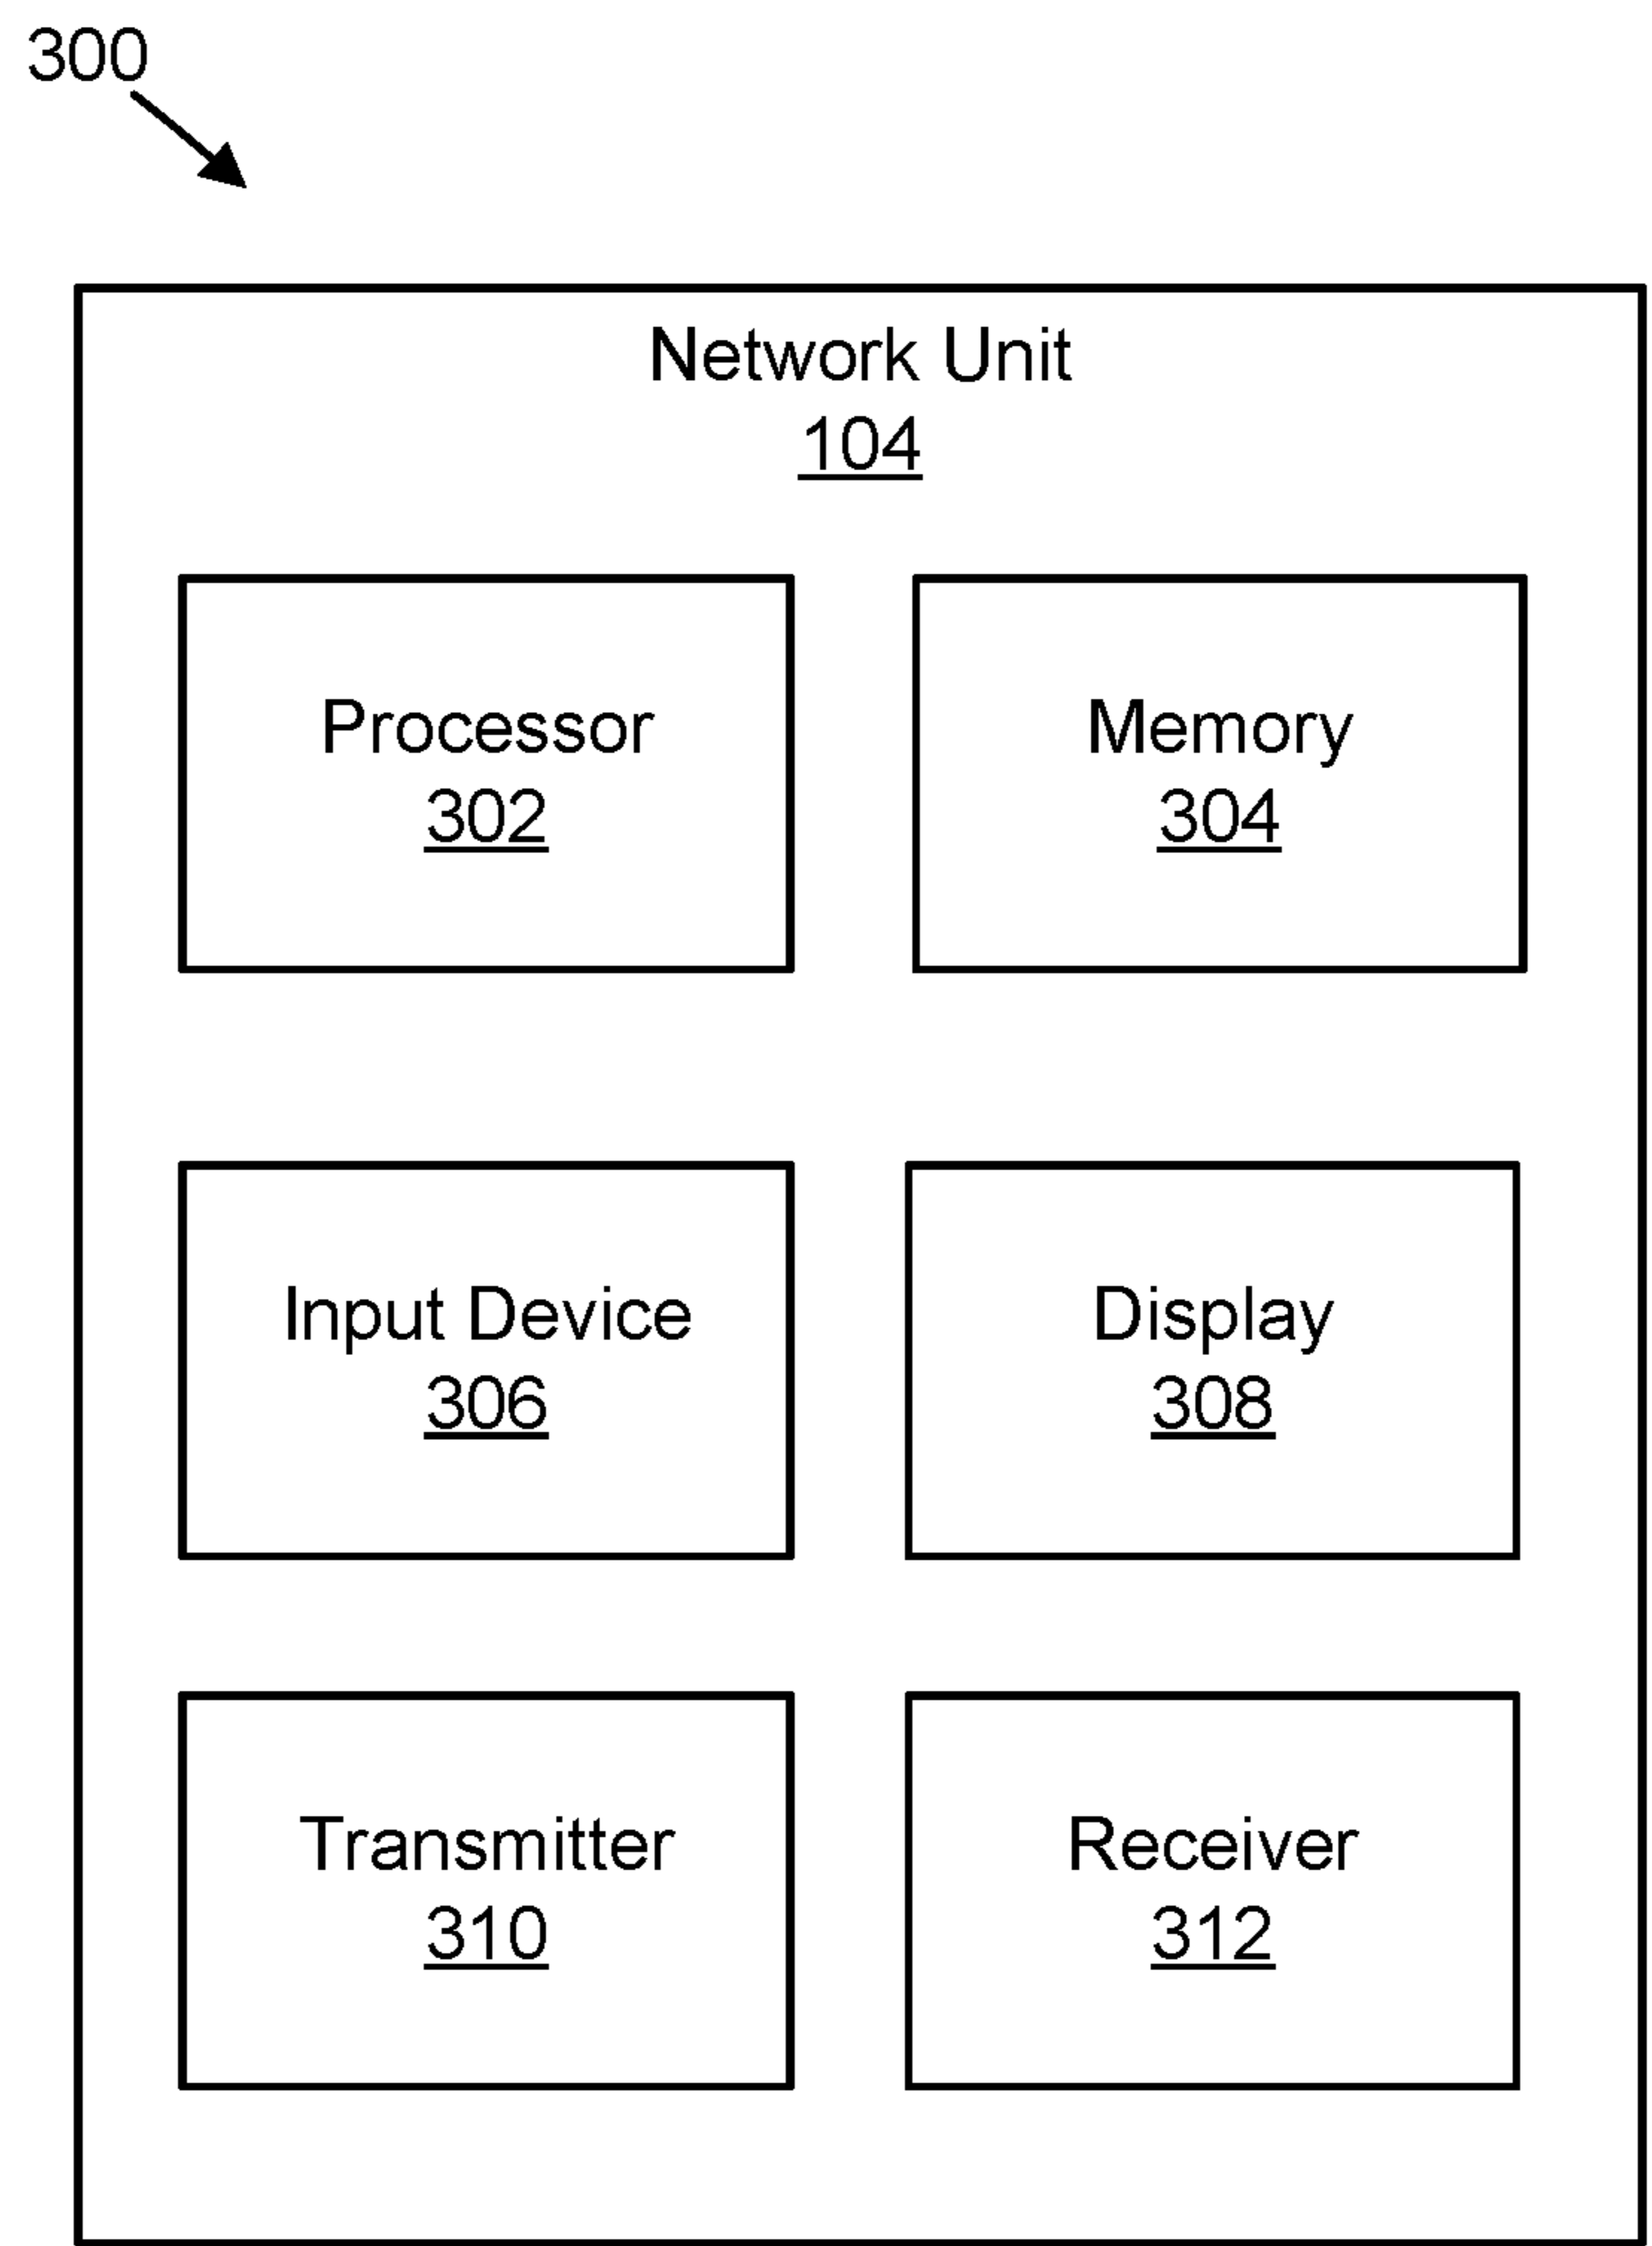 300
Network Unit
104
Processor
302
Memory
304
Input Device
306
Display
308
Transmitter
310
Receiver
312